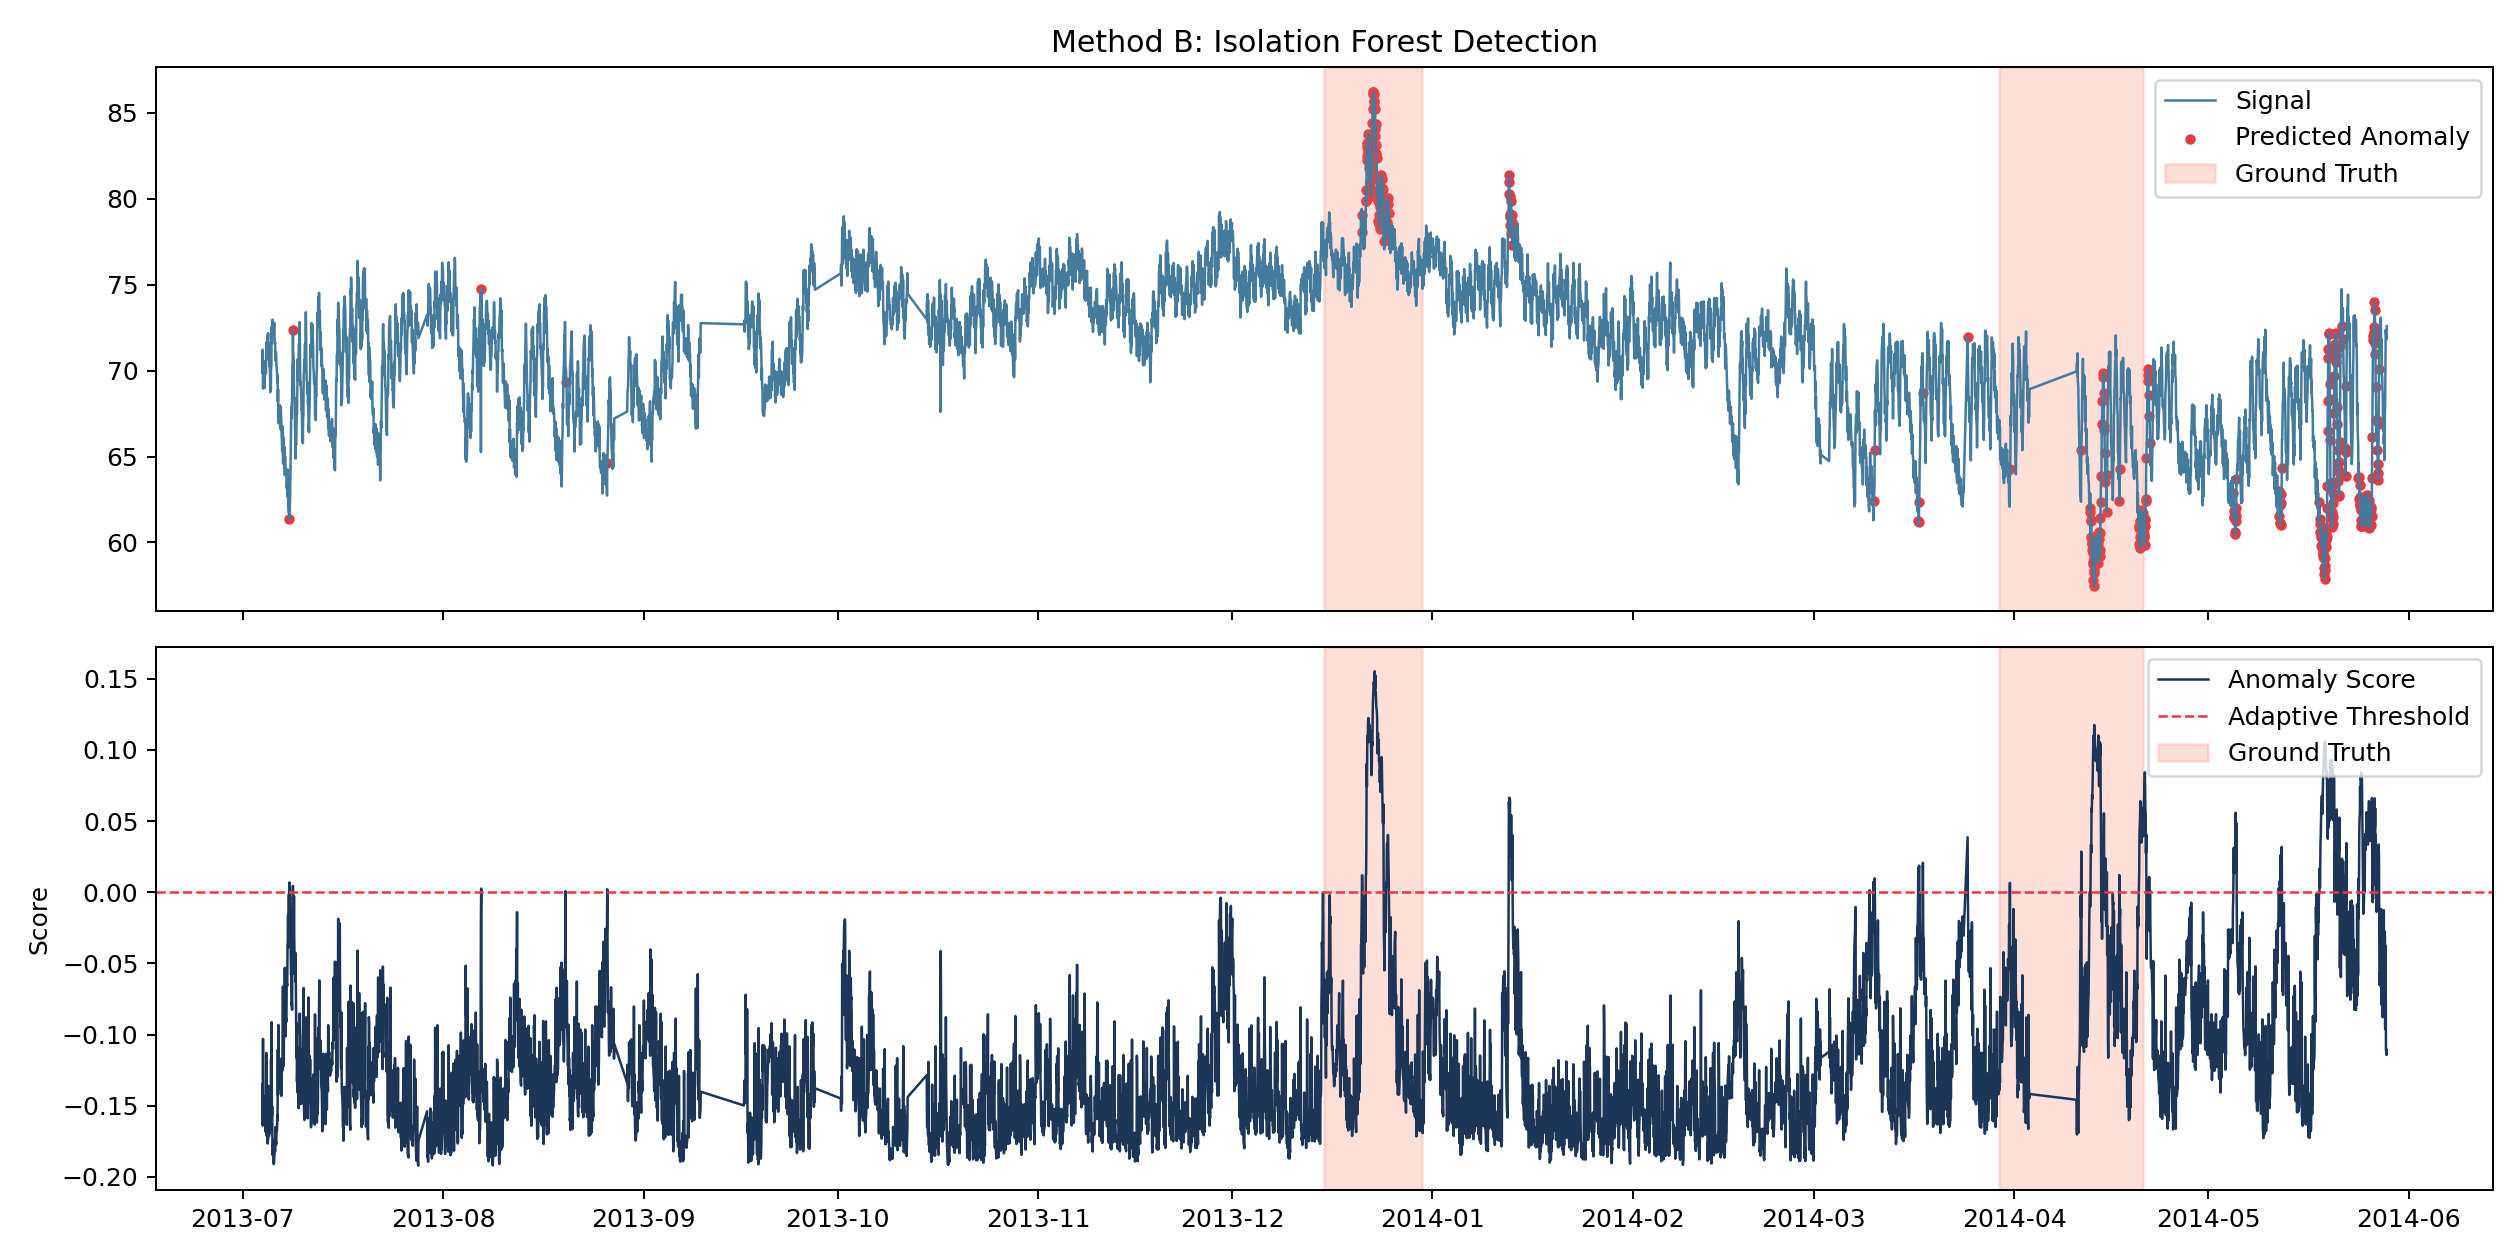 Method B: Isolation Forest Detection
85
80
75
70
65
60
Signal
Predicted Anomaly
Ground Truth
Score
0.15
0.10
0.05
0.00
−0.05
−0.10
−0.15
−0.20
Anomaly Score
Adaptive Threshold
Ground Truth
2013-07 2013-08 2013-09 2013-10 2013-11 2013-12 2014-01 2014-02 2014-03 2014-04 2014-05 2014-06